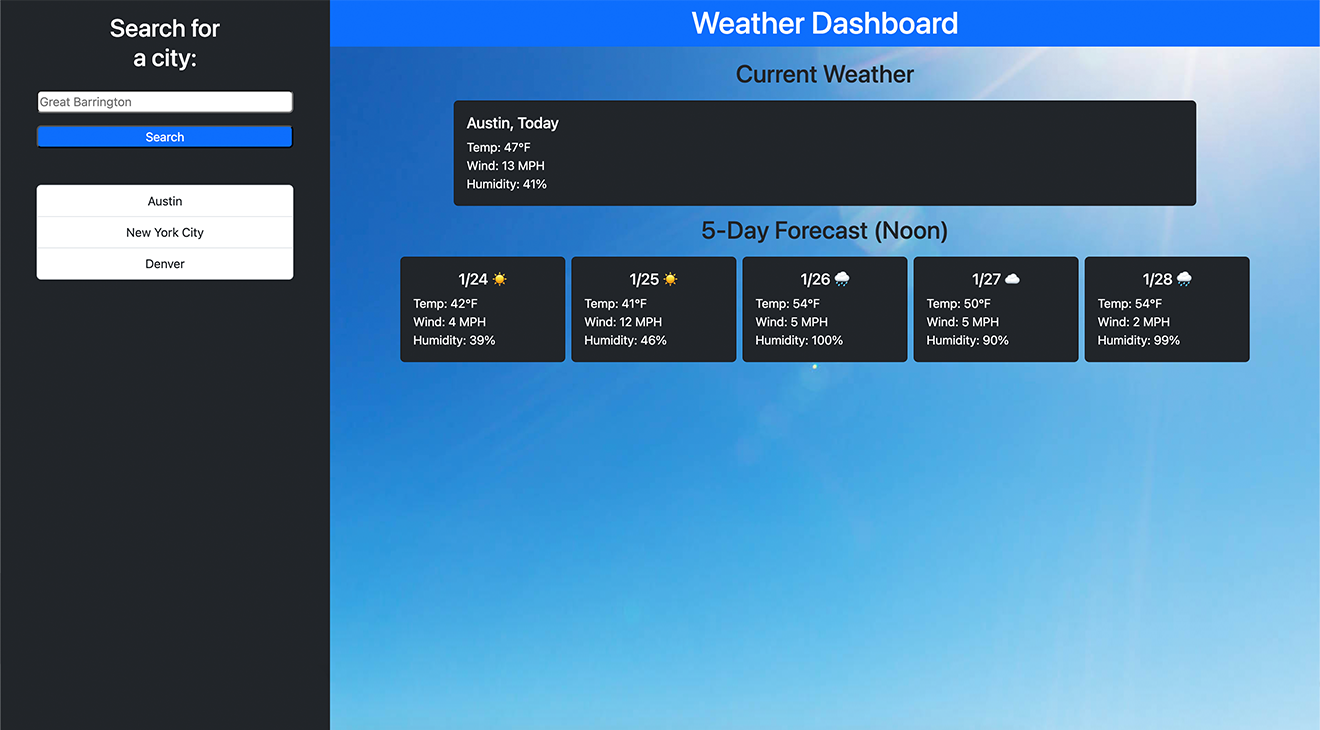 Search for
a city:
Great Barrington
Search
Austin
New York City
Denver
Weather Dashboard
Current Weather
Austin, Today
Temp: 47°F
Wind: 13 MPH
Humidity: 41%
5-Day Forecast (Noon)
1/24 ☀️
Temp: 42°F
Wind: 4 MPH
Humidity: 39%
1/25 ☀️
Temp: 41°F
Wind: 12 MPH
Humidity: 46%
1/26 🌧️
Temp: 54°F
Wind: 5 MPH
Humidity: 100%
1/27 ☁️
Temp: 50°F
Wind: 5 MPH
Humidity: 90%
1/28 🌧️
Temp: 54°F
Wind: 2 MPH
Humidity: 99%